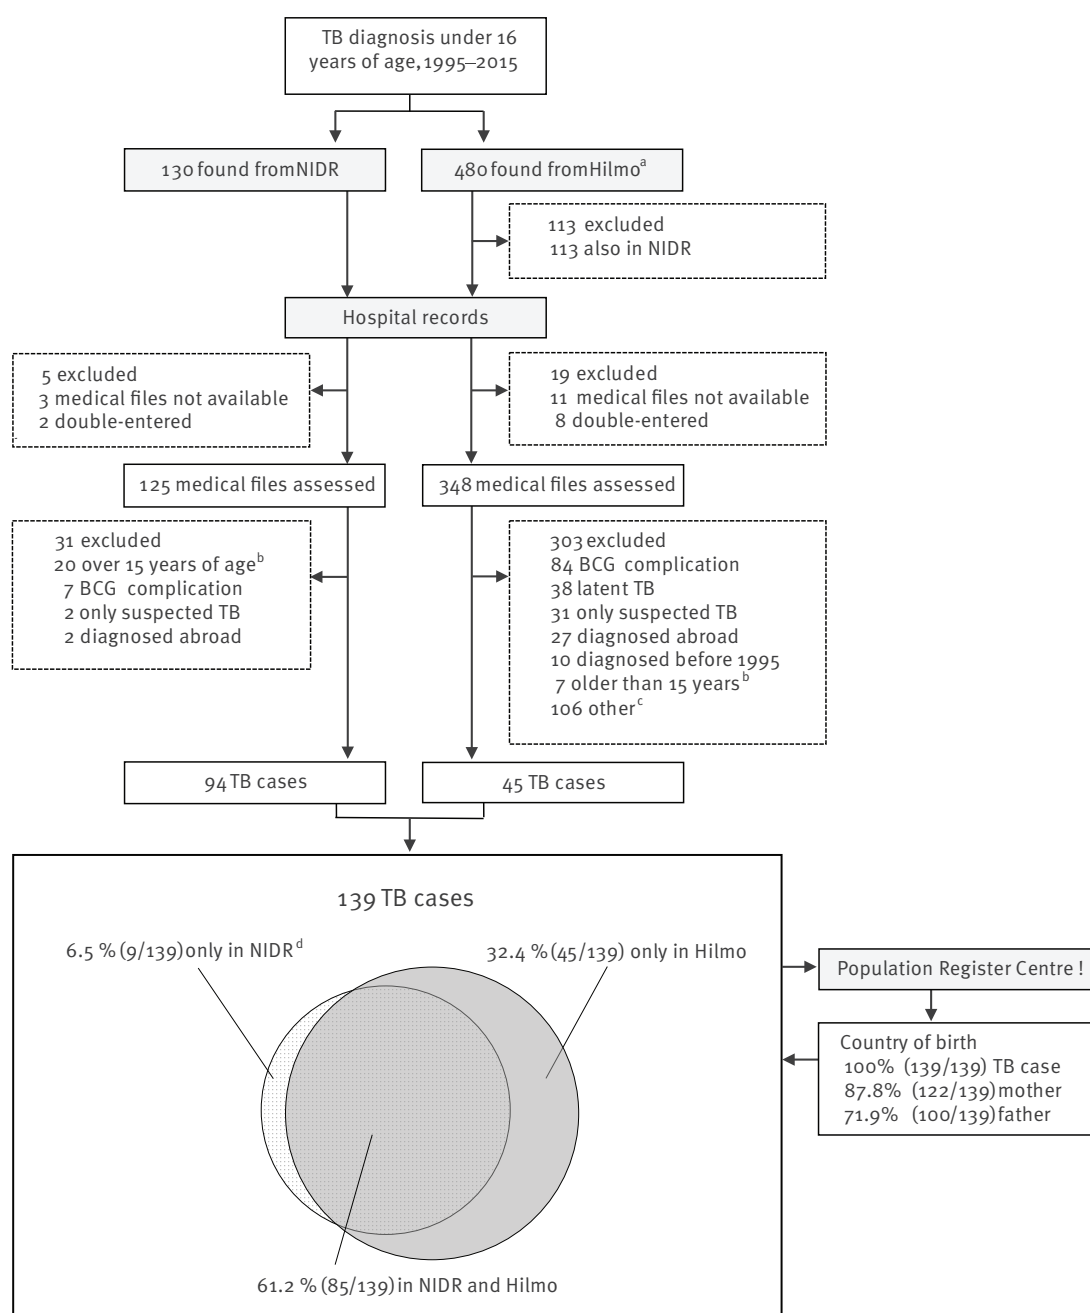 TB diagnosis under 16
years of age, 1995–2015
130 found fromNIDR
480 found fromHilmoᵃ
113 excluded
113 also in NIDR
Hospital records
5 excluded
3 medical files not available
2 double-entered
19 excluded
11 medical files not available
8 double-entered
125 medical files assessed
348 medical files assessed
31 excluded
20 over 15 years of ageᵇ
7 BCG complication
2 only suspected TB
2 diagnosed abroad
303 excluded
84 BCG complication
38 latent TB
31 only suspected TB
27 diagnosed abroad
10 diagnosed before 1995
7 older than 15 yearsᵇ
106 otherᶜ
94 TB cases
45 TB cases
139 TB cases
6.5 % (9/139) only in NIDRᵈ
32.4 % (45/139) only in Hilmo
61.2 % (85/139) in NIDR and Hilmo
Population Register Centre !
Country of birth
100% (139/139) TB case
87.8% (122/139) mother
71.9% (100/139) father